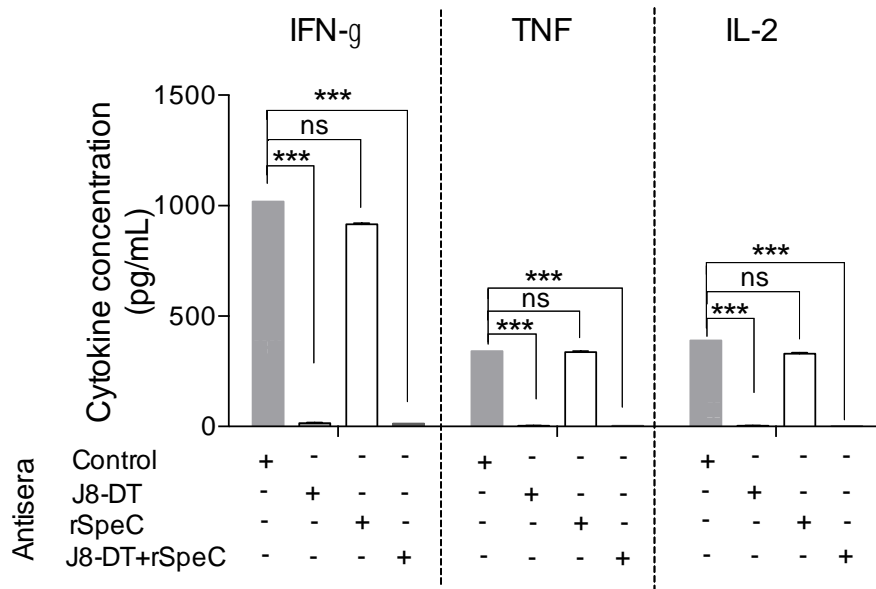 IFN-g TNF IL-2
Cytokine concentration
(pg/mL)
1500
1000
500
0
***
ns
***
***
ns
***
***
ns
***
Antisera
Control + - - - + - - - + - - -
J8-DT - + - - - + - - - + - -
rSpeC - - + - - - + - - - + -
J8-DT+rSpeC - - - + - - - + - - - +